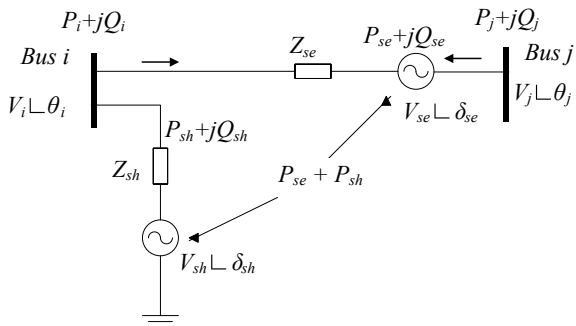 P_i+jQ_i
P_j+jQ_j
Z_se
P_se+jQ_se
Bus i
Bus j
V_i∟θ_i
V_se∟δ_se
V_j∟θ_j
P_sh+jQ_sh
Z_sh
P_se + P_sh
V_sh∟δ_sh